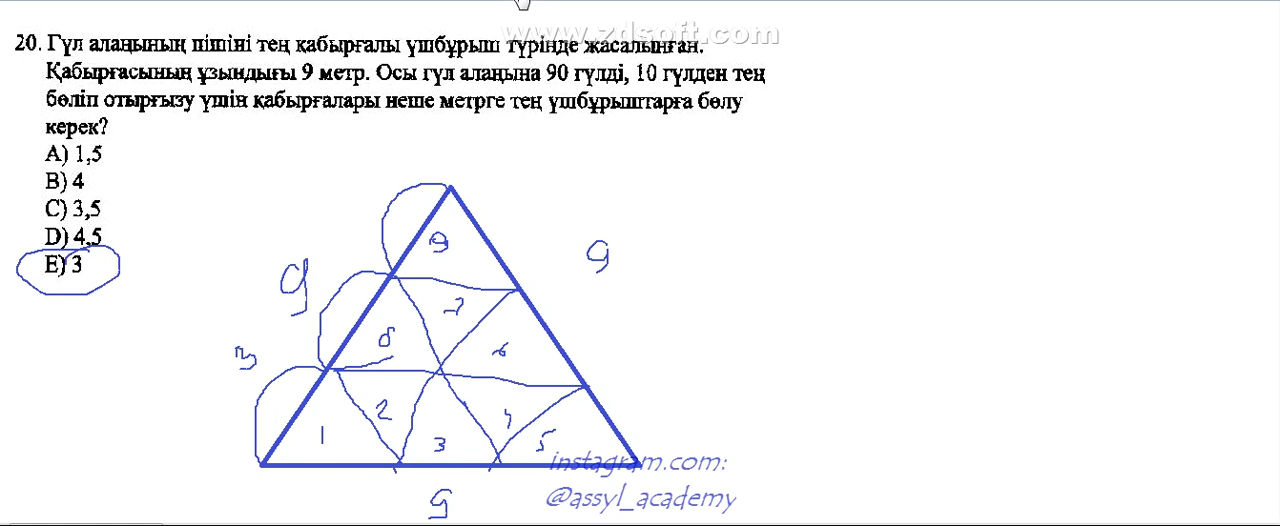 www.zdsoft.com
20. Гүл алаңының пішіні тең қабырғалы үшбұрыш түрінде жасалынған.
Қабырғасының ұзындығы 9 метр. Осы гүл алаңына 90 гүлді, 10 гүлден тең
бөліп отырғызу үшін қабырғалары неше метрге тең үшбұрыштарға бөлу
керек?
A) 1,5
B) 4
C) 3,5
D) 4,5
E) 3
9
9
9
7
8
6
3
2
4
1
3
5
instagram.com:
@assyl_academy
9